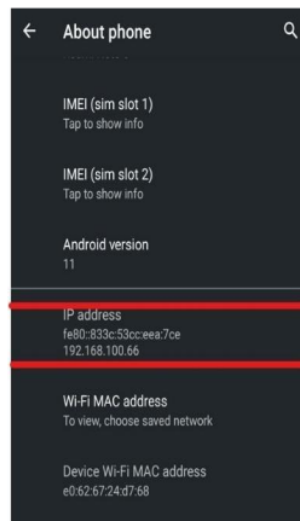 About phone
IMEI (sim slot 1)
Tap to show info
IMEI (sim slot 2)
Tap to show info
Android version
11
IP address
fe80::833c:53cc:eea:7ce
192.168.100.66
Wi-Fi MAC address
To view, choose saved network
Device Wi-Fi MAC address
e0:62:67:24:d7:68